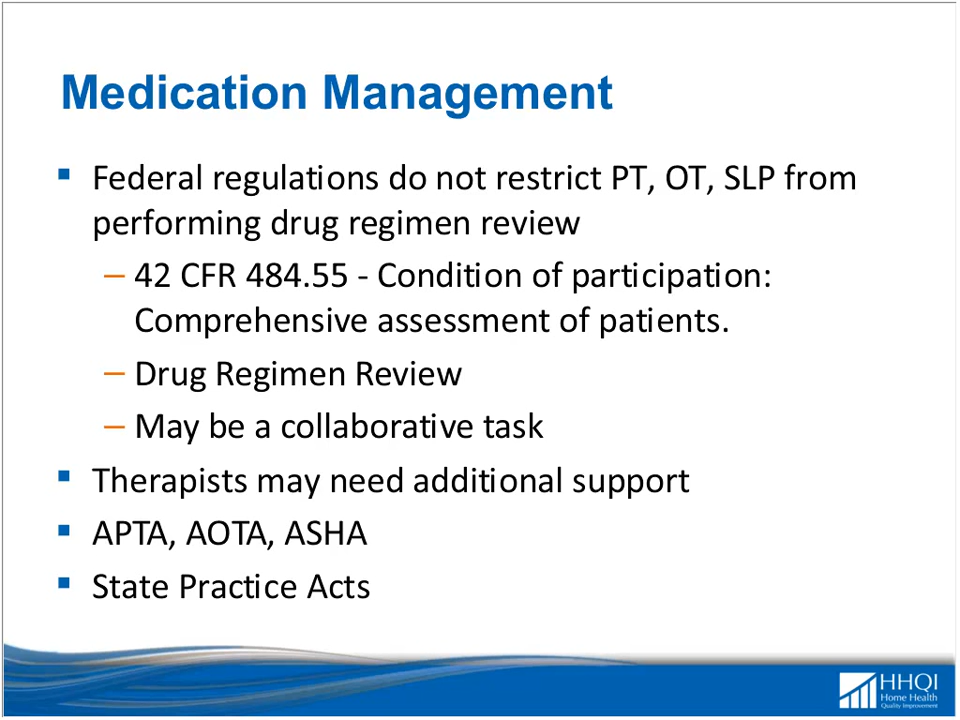 Medication Management
Federal regulations do not restrict PT, OT, SLP from
performing drug regimen review
– 42 CFR 484.55 - Condition of participation:
Comprehensive assessment of patients.
– Drug Regimen Review
– May be a collaborative task
Therapists may need additional support
APTA, AOTA, ASHA
State Practice Acts
HHQI
Home Health
Quality Improvement